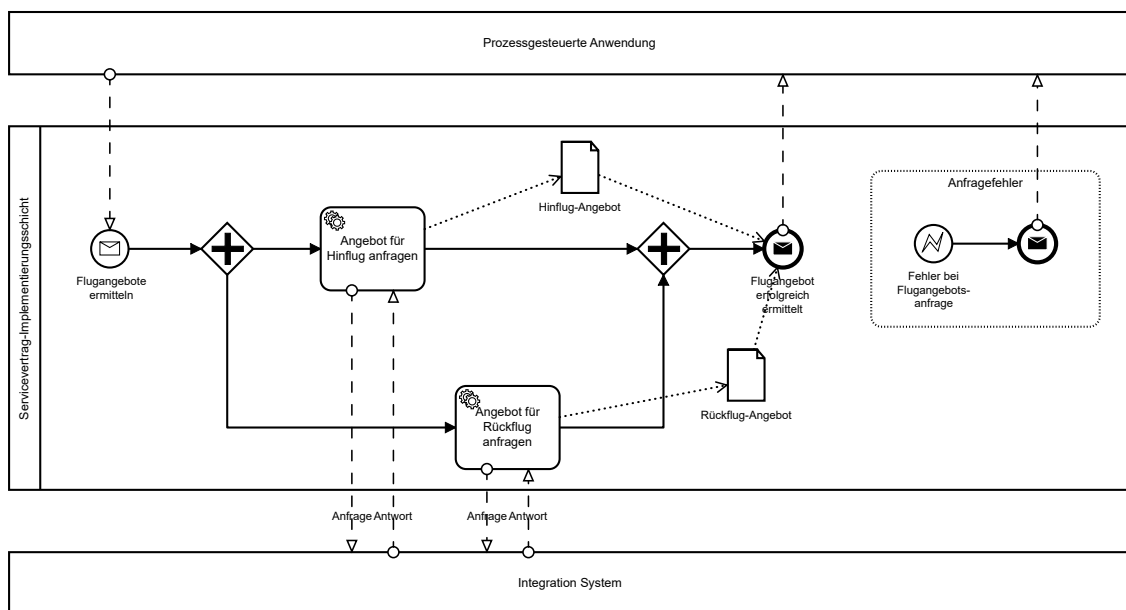 Prozessgesteuerte Anwendung
Servicevertrag-Implementierungsschicht
Flugangebote
ermitteln
Angebot für
Hinflug anfragen
Hinflug-Angebot
Flugangebot
erfolgreich
ermittelt
Anfragefehler
Fehler bei
Flugangebots-
anfrage
Angebot für
Rückflug
anfragen
Rückflug-Angebot
Anfrage Antwort
Anfrage Antwort
Integration System